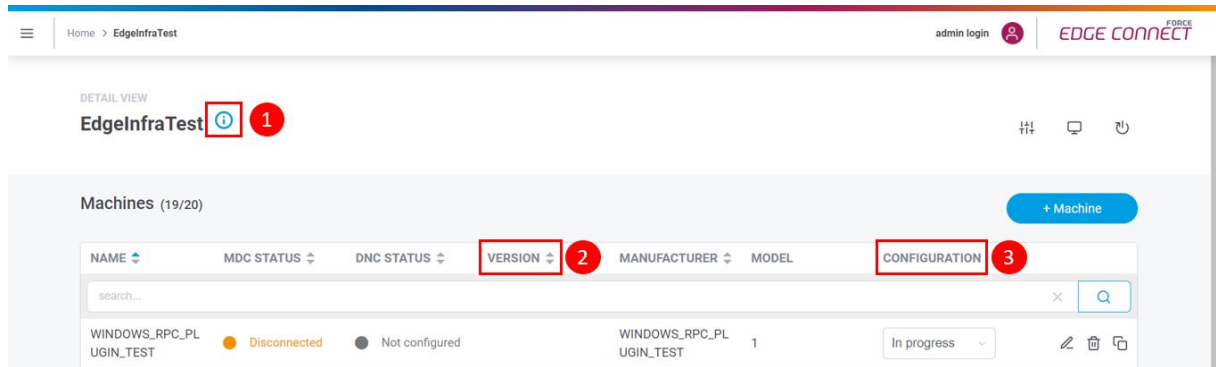 Home > EdgeInfraTest
admin login
FORCE
EDGE CONNECT
DETAIL VIEW
EdgeInfraTest
1
Machines (19/20)
+ Machine
NAME
MDC STATUS
DNC STATUS
VERSION
2
MANUFACTURER
MODEL
CONFIGURATION
3
search...
WINDOWS_RPC_PL
UGIN_TEST
Disconnected
Not configured
WINDOWS_RPC_PL
UGIN_TEST
1
In progress